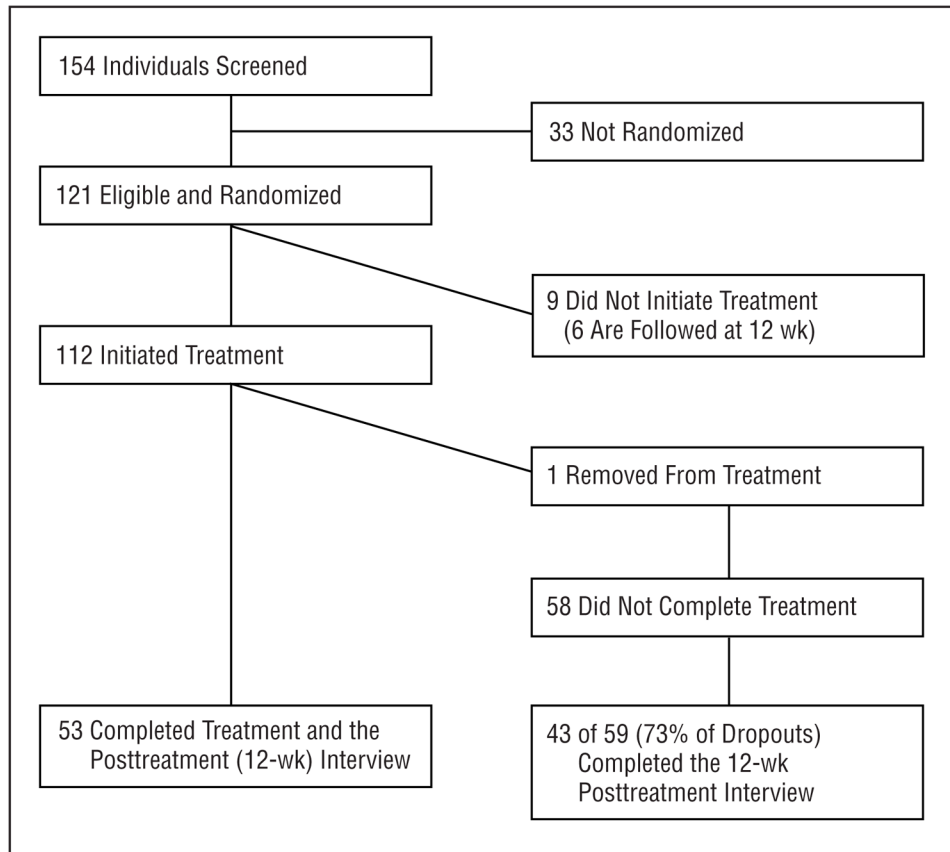 154 Individuals Screened
33 Not Randomized
121 Eligible and Randomized
9 Did Not Initiate Treatment
(6 Are Followed at 12 wk)
112 Initiated Treatment
1 Removed From Treatment
58 Did Not Complete Treatment
53 Completed Treatment and the
Posttreatment (12-wk) Interview
43 of 59 (73% of Dropouts)
Completed the 12-wk
Posttreatment Interview